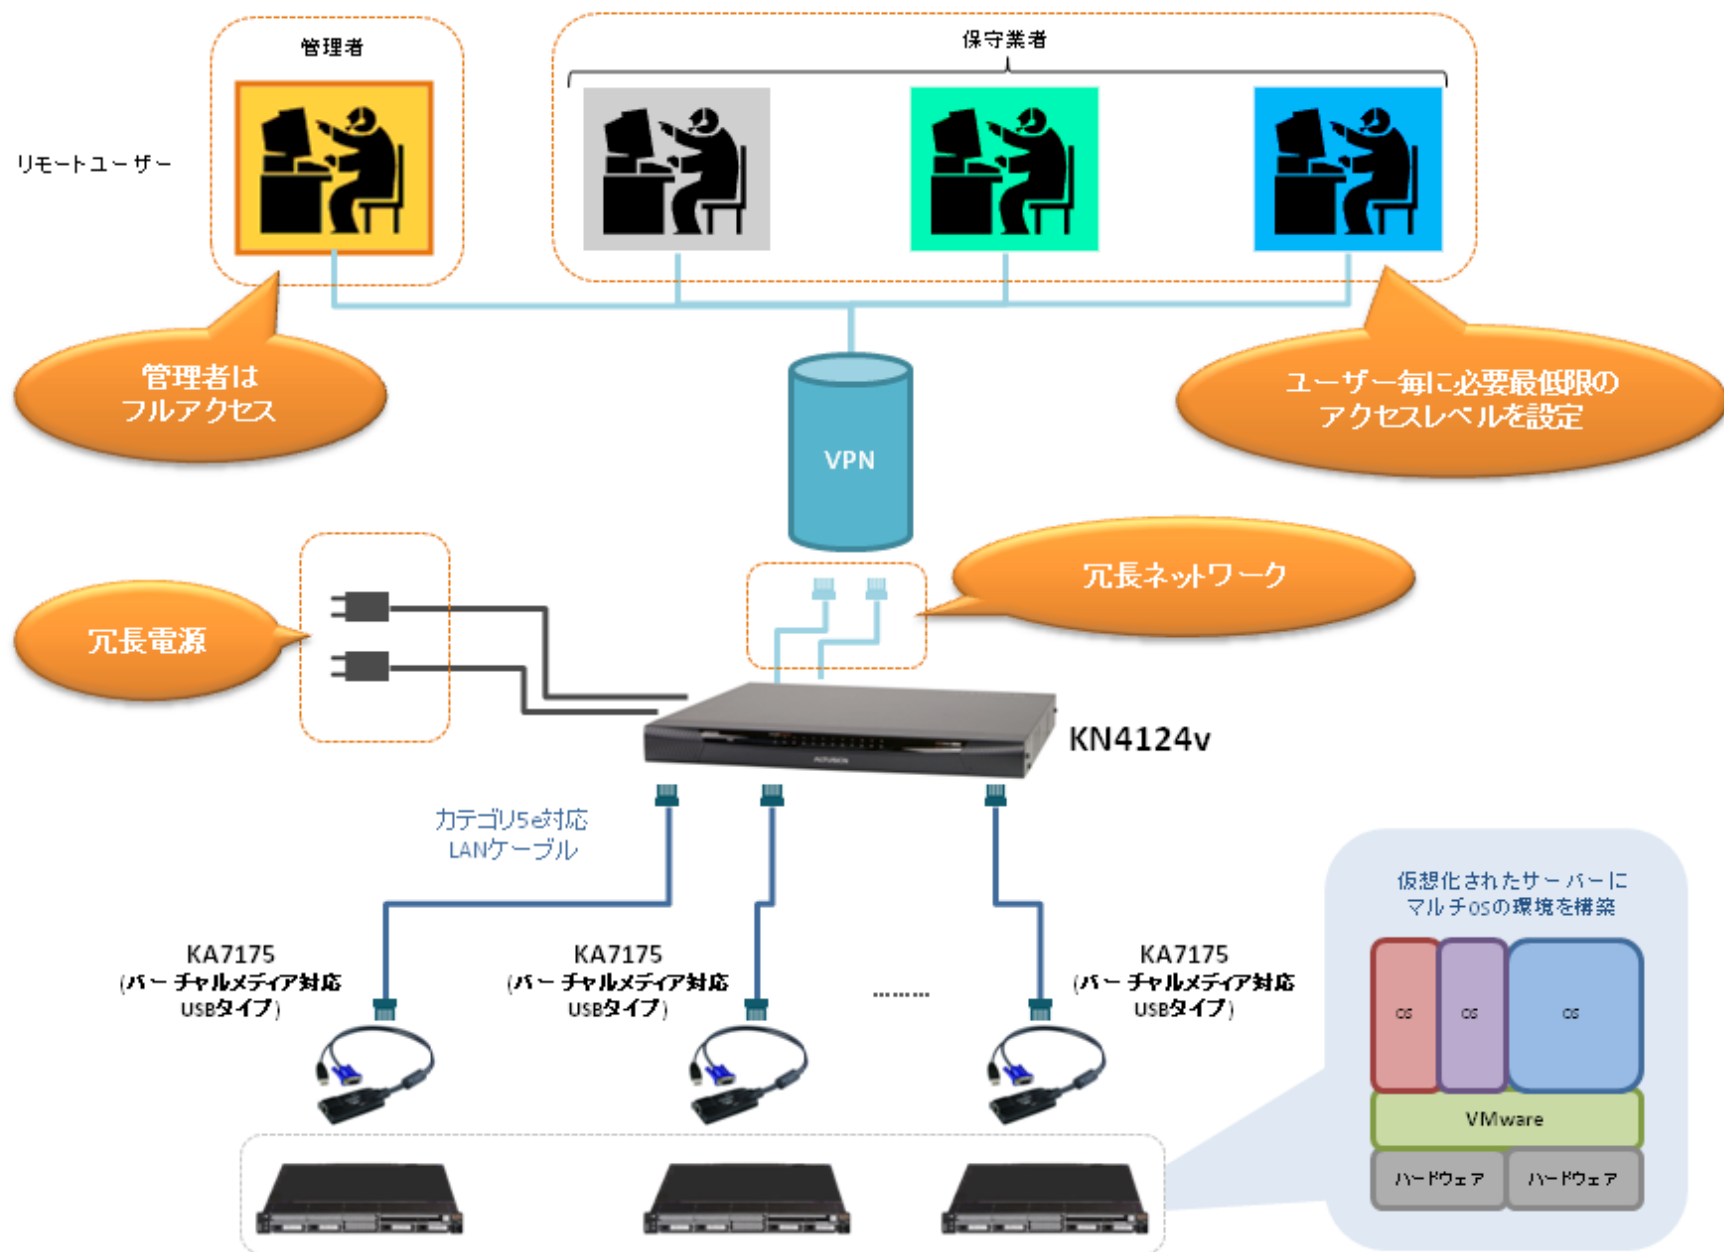 管理者
保守業者
リモートユーザー
管理者は
フルアクセス
ユーザー毎に必要最低限の
アクセスレベルを設定
VPN
冗長ネットワーク
冗長電源
KN4124v
カテゴリ5e対応
LANケーブル
KA7175
(バーチャルメディア対応
USBタイプ)
KA7175
(バーチャルメディア対応
USBタイプ)
………
KA7175
(バーチャルメディア対応
USBタイプ)
仮想化されたサーバーに
マルチOSの環境を構築
OS
OS
OS
VMware
ハードウェア
ハードウェア